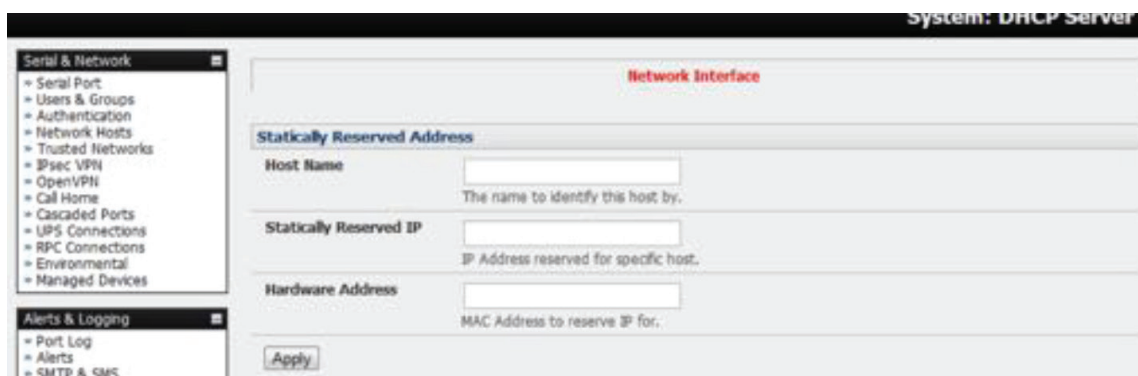 System: DHCP Server
Serial & Network
Serial Port
Users & Groups
Authentication
Network Hosts
Trusted Networks
IPsec VPN
OpenVPN
Call Home
Cascaded Ports
UPS Connections
RPC Connections
Environmental
Managed Devices
Alerts & Logging
Port Log
Alerts
SMTP & SMS
Network Interface
Statically Reserved Address
Host Name
The name to identify this host by.
Statically Reserved IP
IP Address reserved for specific host.
Hardware Address
MAC Address to reserve IP for.
Apply